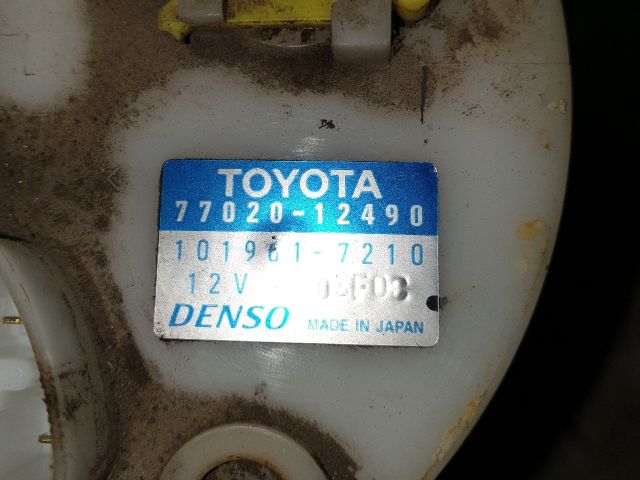 TOYOTA
77020-12490
101961-7210
12V
DENSO MADE IN JAPAN